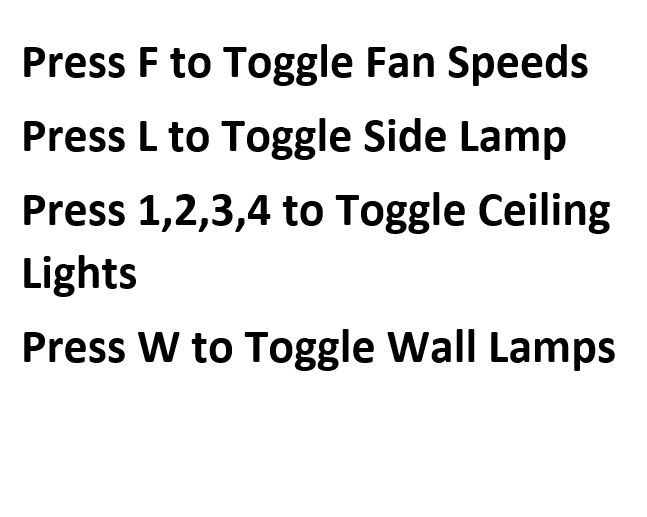 Press F to Toggle Fan Speeds
Press L to Toggle Side Lamp
Press 1,2,3,4 to Toggle Ceiling
Lights
Press W to Toggle Wall Lamps